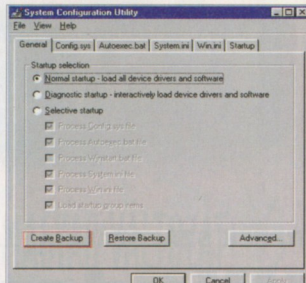 System Configuration Utility
File View Help
General Config.sys Autoexec.bat System.ini Win.ini Startup
Startup selection
Normal startup - load all device drivers and software
Diagnostic startup - interactively load device drivers and software
Selective startup
Process Config.sys file
Process Autoexec.bat file
Process Winstart.bat file
Process System.ini file
Process Win.ini file
Load startup group items
Create Backup Restore Backup Advanced...
OK Cancel Apply